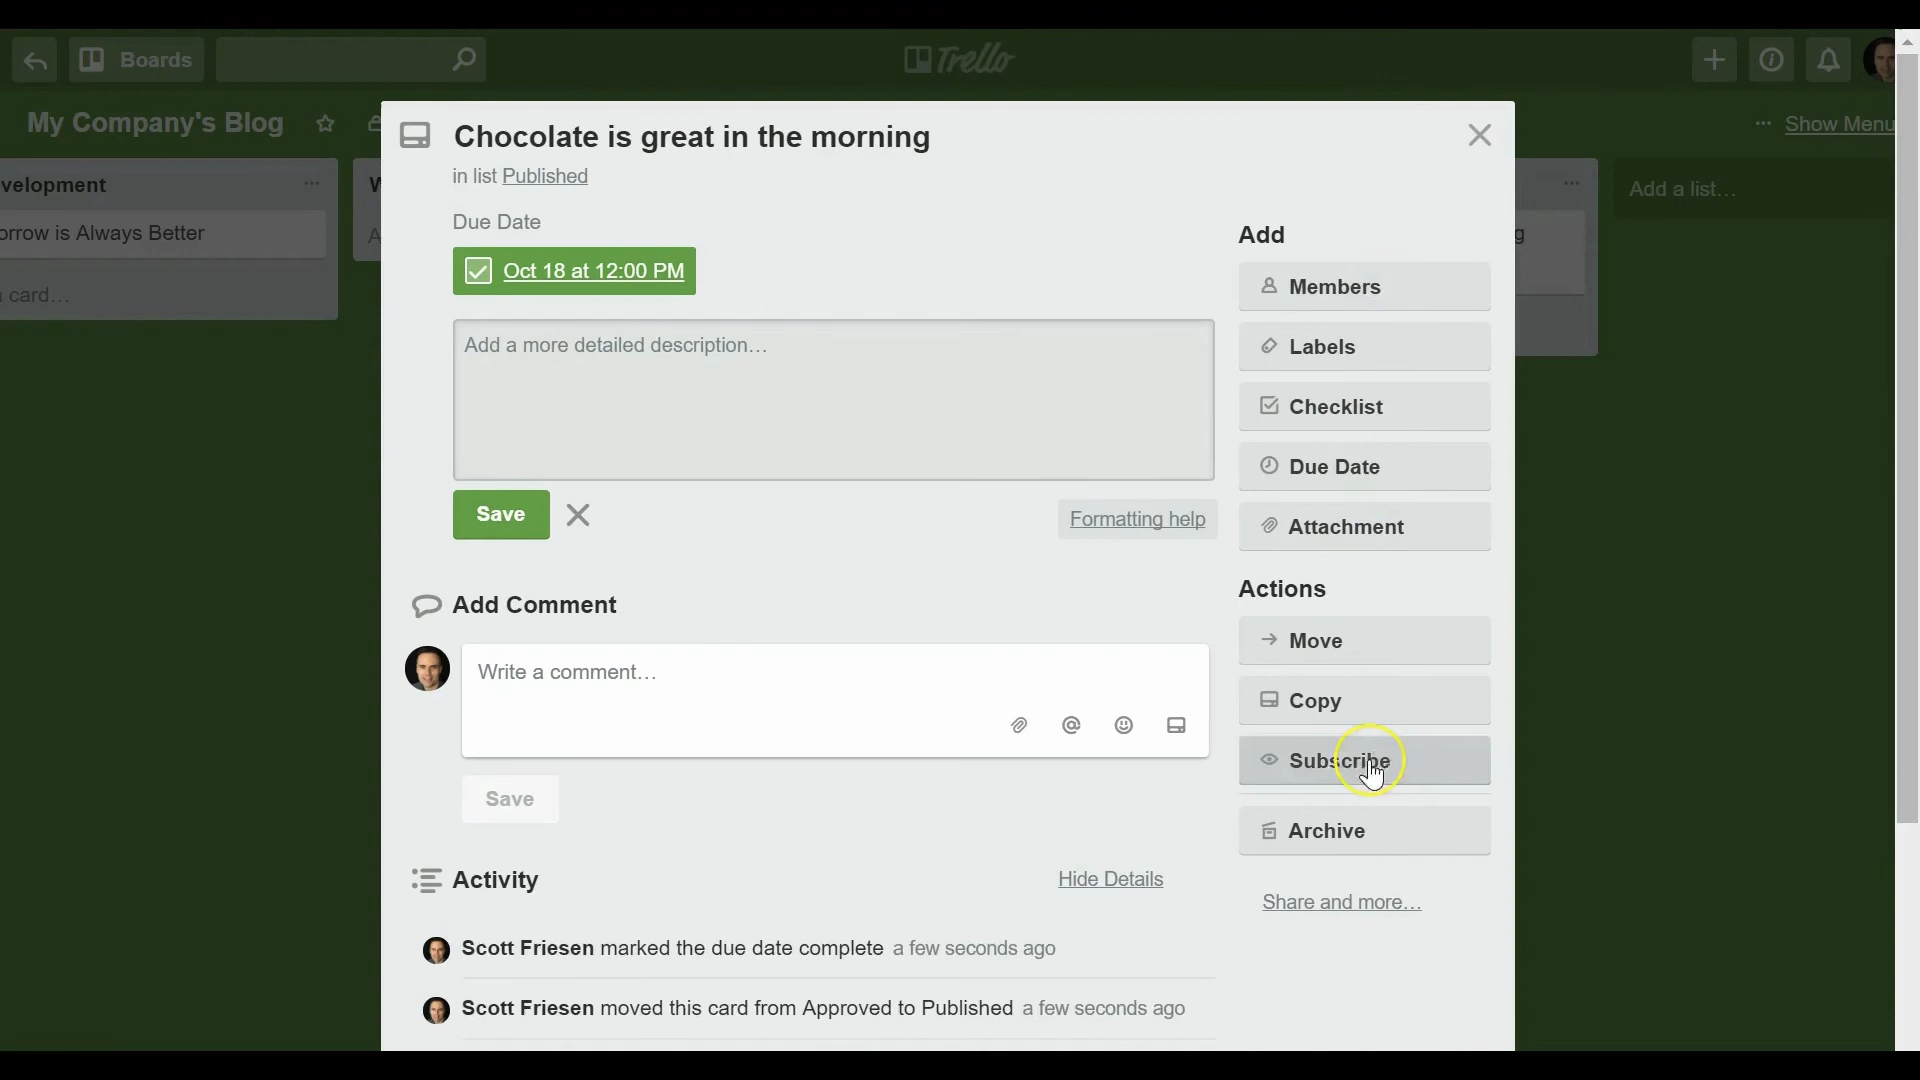 Boards
Trello
My Company's Blog
Show Menu
velopment
orrow is Always Better
card...
W
A
g
Add a list...
Chocolate is great in the morning
in list Published
Due Date
Oct 18 at 12:00 PM
Add a more detailed description...
Save
Formatting help
Add Comment
Write a comment...
Save
Activity
Hide Details
Scott Friesen marked the due date complete a few seconds ago
Scott Friesen moved this card from Approved to Published a few seconds ago
Add
Members
Labels
Checklist
Due Date
Attachment
Actions
Move
Copy
Subscribe
Archive
Share and more...